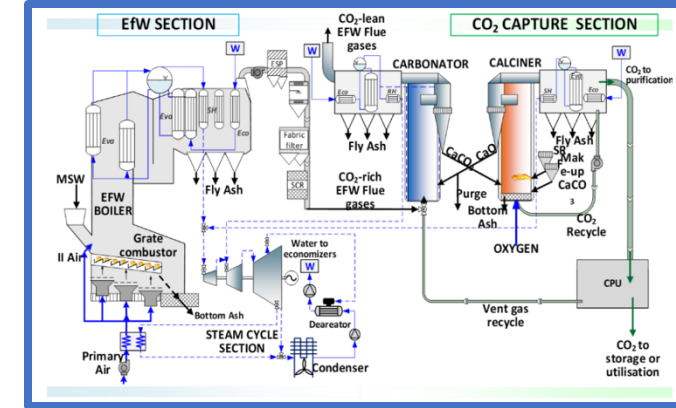 EfW SECTION
CO₂ CAPTURE SECTION
CO₂-lean
EFW Flue
gases
W
ESP
W
CARBONATOR
CALCINER
W
CO₂ to
purification
Eva
Eva
SH
Eco
Eco
RH
SH
Eva
Eco
Fabric
filter
SCR
Fly Ash
Fly Ash
Fly Ash
CaCO₃
CaO
SRF
Mak
e-up
CaCO
3
MSW
EFW
BOILER
CO₂-rich
EFW Flue
gases
Purge
Bottom
Ash
OXYGEN
CO₂
Recycle
II Air
Grate
combustor
Water to
economizers
W
Deareator
Bottom Ash
STEAM CYCLE
SECTION
Condenser
Primary
Air
Vent gas
recycle
CPU
CO₂ to
storage or
utilisation